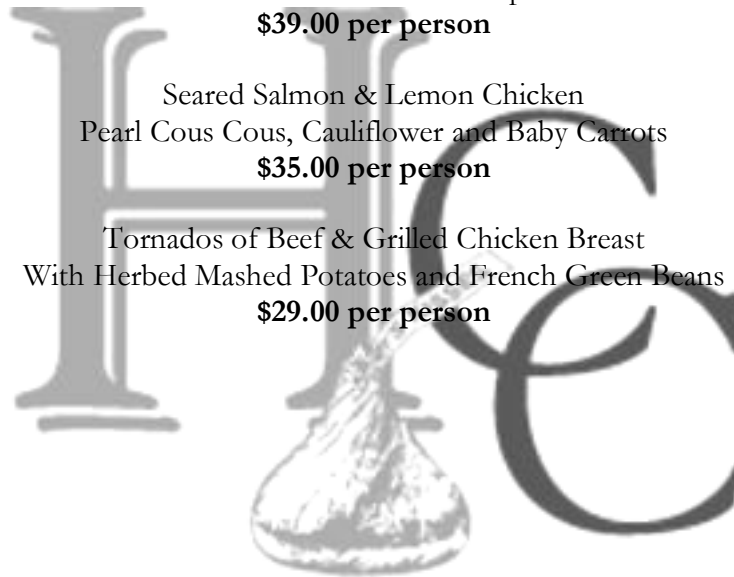 $39.00 per person
Seared Salmon & Lemon Chicken
Pearl Cous Cous, Cauliflower and Baby Carrots
$35.00 per person
Tornados of Beef & Grilled Chicken Breast
With Herbed Mashed Potatoes and French Green Beans
$29.00 per person
HCC